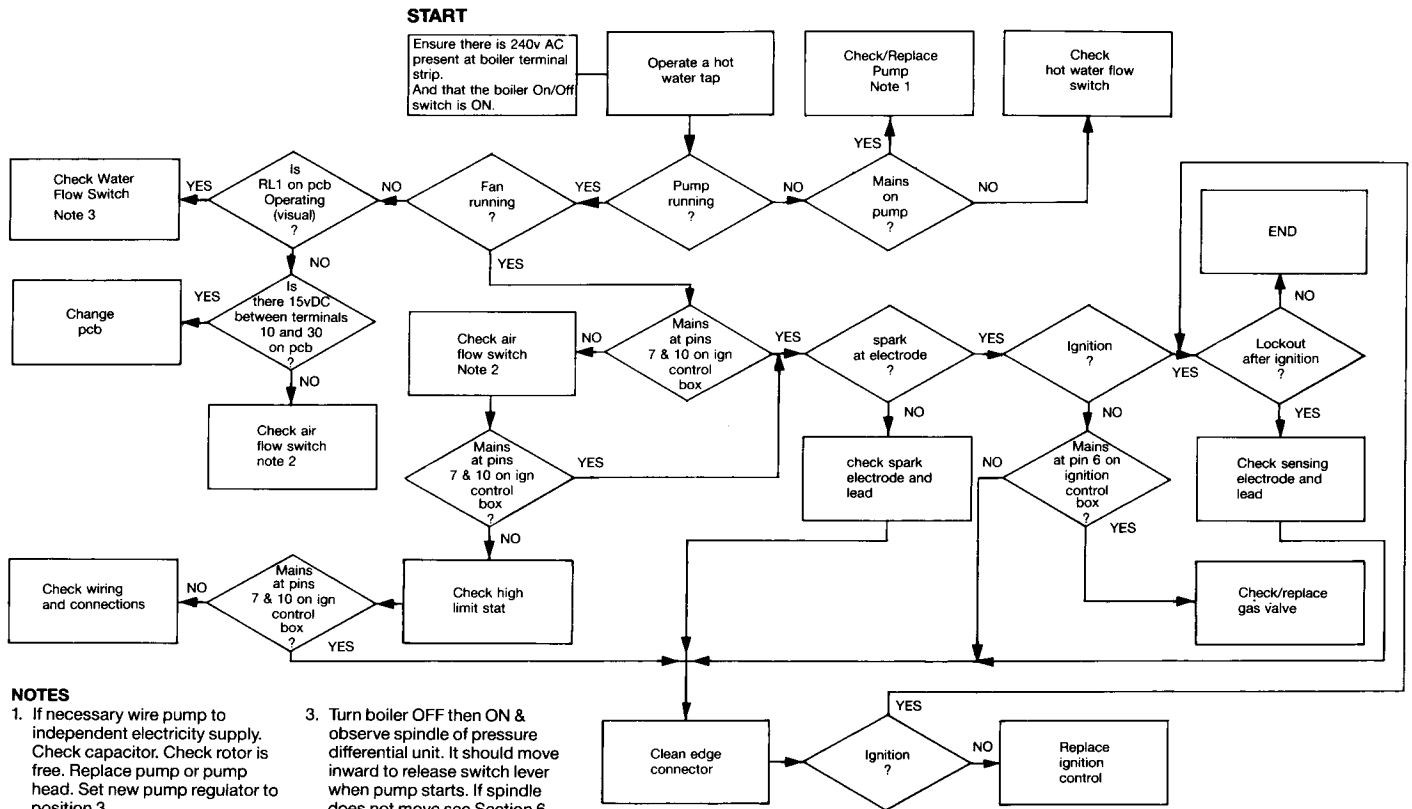 START
Ensure there is 240v AC
present at boiler terminal
strip.
And that the boiler On/Off
switch is ON.
Operate a hot
water tap
Check/Replace
Pump
Note 1
Check
hot water flow
switch
YES
Check Water
Flow Switch
Note 3
YES
Is
RL1 on pcb
Operating
(visual)
?
NO
Fan
running
?
YES
Pump
running
?
NO
Mains
on
pump
?
NO
END
NO
YES
NO
Change
pcb
YES
Is
there 15vDC
between terminals
10 and 30
on pcb
?
NO
Check air
flow switch
note 2
Check air
flow switch
Note 2
NO
Mains
at pins
7 & 10 on ign
control
box
YES
spark
at electrode
?
YES
Ignition
?
YES
Lockout
after ignition
?
NO
NO
YES
Mains
at pins
7 & 10 on ign
control
box
?
YES
NO
check spark
electrode and
lead
NO
Mains
at pin 6 on
ignition
control
box
?
YES
Check sensing
electrode and
lead
Check wiring
and connections
NO
Mains
at pins
7 & 10 on ign
control
box
?
YES
Check high
limit stat
Check/replace
gas valve
NOTES
1. If necessary wire pump to
independent electricity supply.
Check capacitor. Check rotor is
free. Replace pump or pump
head. Set new pump regulator to
position 3
3. Turn boiler OFF then ON &
observe spindle of pressure
differential unit. It should move
inward to release switch lever
when pump starts. If spindle
does not move see Section 6
Clean edge
connector
YES
Ignition
?
NO
Replace
ignition
control